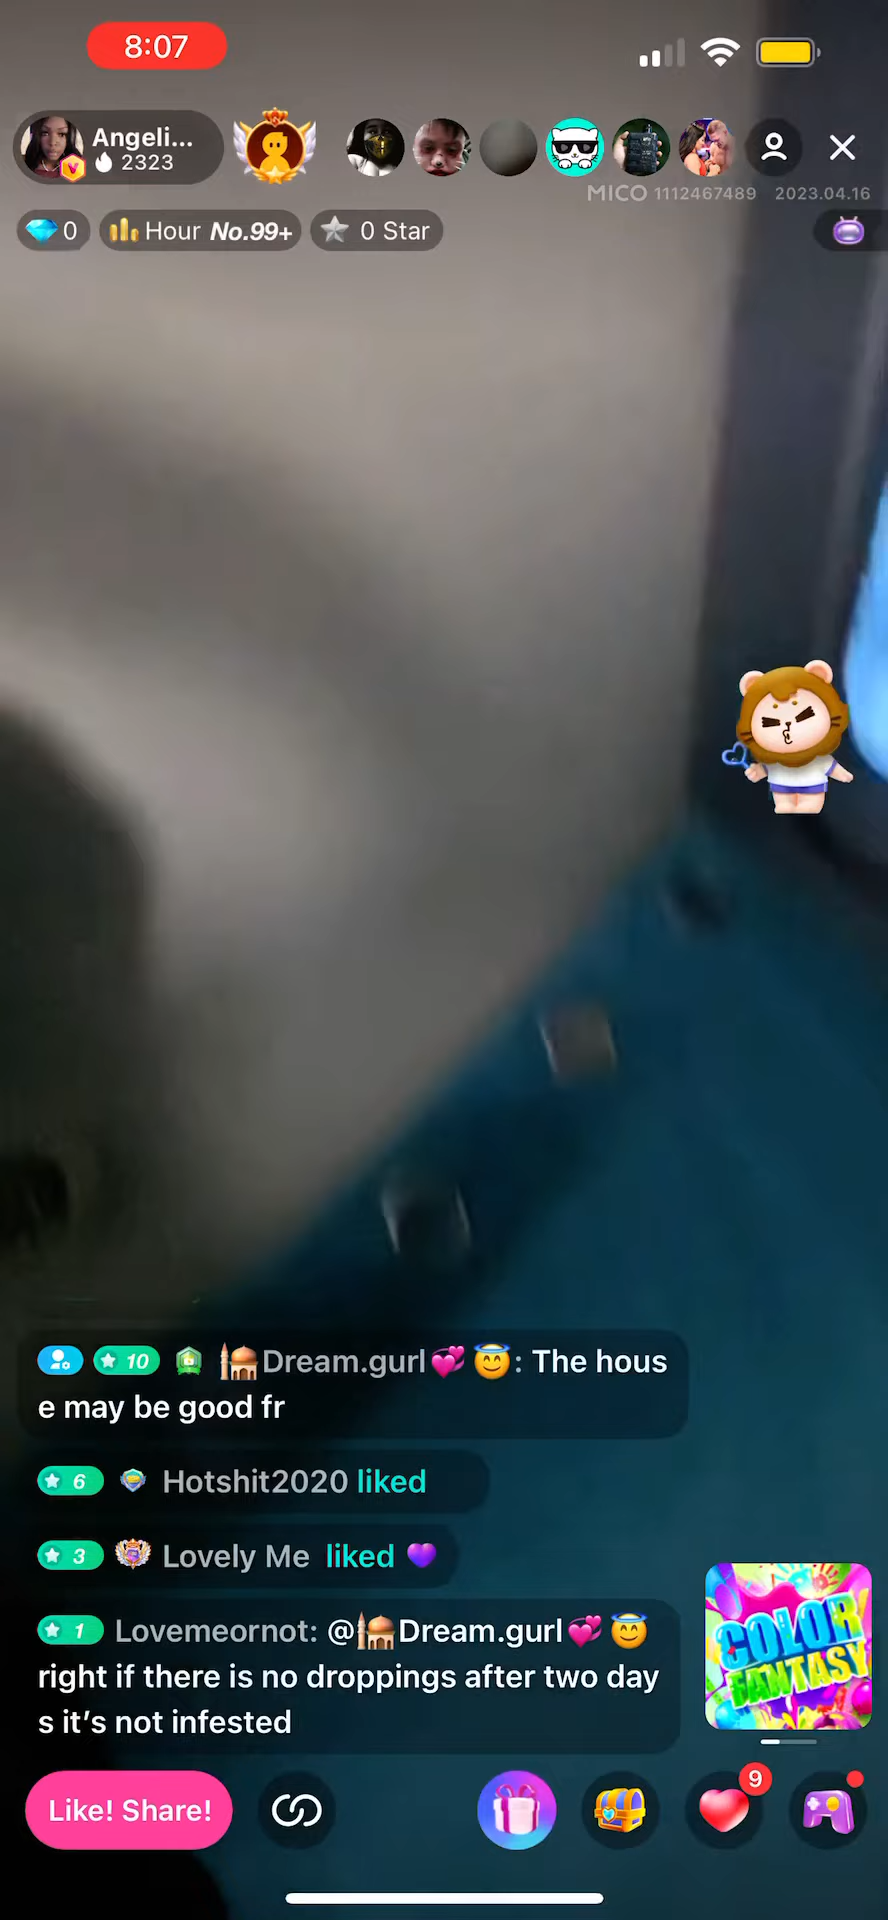 8:07
Angeli...
2323
MICO 1112467489 2023.04.16
0
Hour No.99+
0 Star
10 Dream.gurl💞😇: The hous
e may be good fr
6 Hotshit2020 liked
3 Lovely Me liked 💜
1 Lovemeornot: @🕌Dream.gurl💞😇
right if there is no droppings after two day
s it's not infested
COLOR
FANTASY
9
Like! Share!